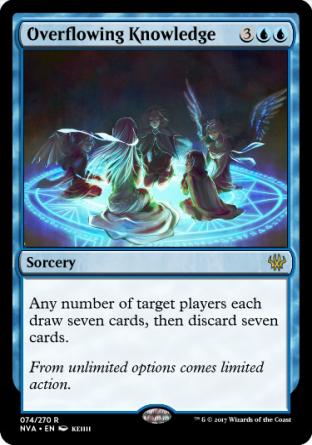 Overflowing Knowledge 3
Sorcery
Any number of target players each
draw seven cards, then discard seven
cards.
From unlimited options comes limited
action.
074/270 R
NVA • EN KEIIII
™ & © 2017 Wizards of the Coast